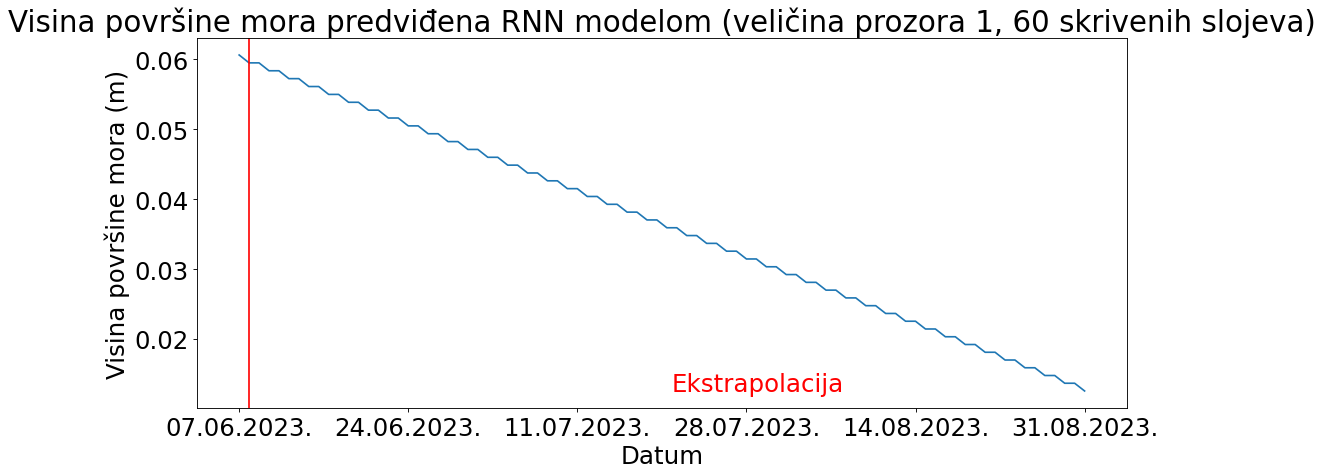 Visina površine mora predviđena RNN modelom (veličina prozora 1, 60 skrivenih slojeva)
Visina površine mora (m)
0.06
0.05
0.04
0.03
0.02
Ekstrapolacija
07.06.2023. 24.06.2023. 11.07.2023. 28.07.2023. 14.08.2023. 31.08.2023.
Datum